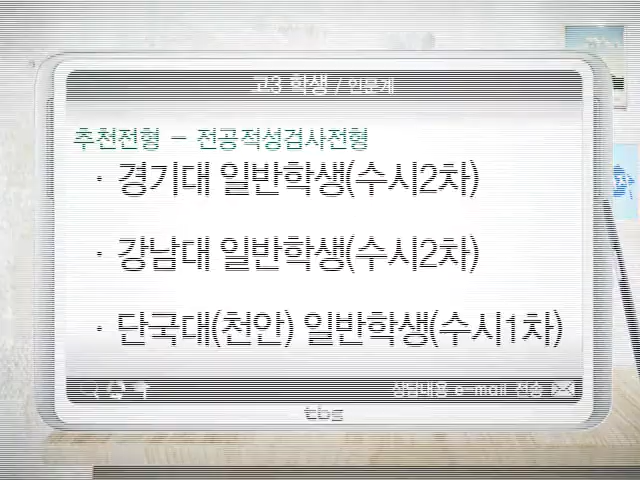 고3 학생 / 인문계
추천전형 - 전공적성검사전형
· 경기대 일반학생(수시2차)
· 강남대 일반학생(수시2차)
· 단국대(천안) 일반학생(수시1차)
상담내용 e-mail 전송
tbs